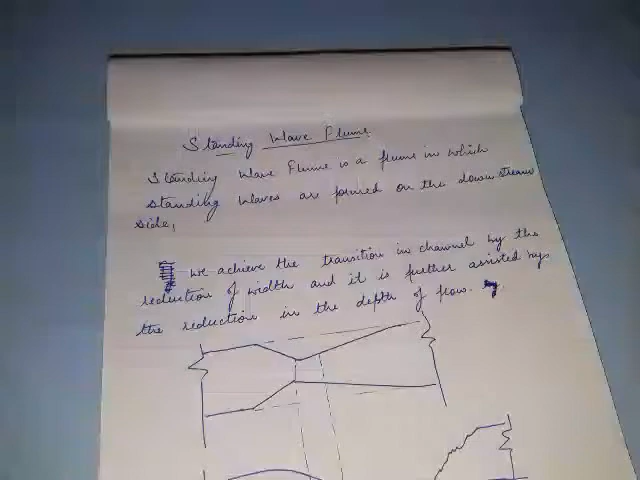 Standing Wave Flume
Standing Wave Flume is a flume in which
standing waves are formed on the down stream
side,
we achieve the transition in channel by the
reduction of width and it is further assisted by
the reduction in the depth of flow.